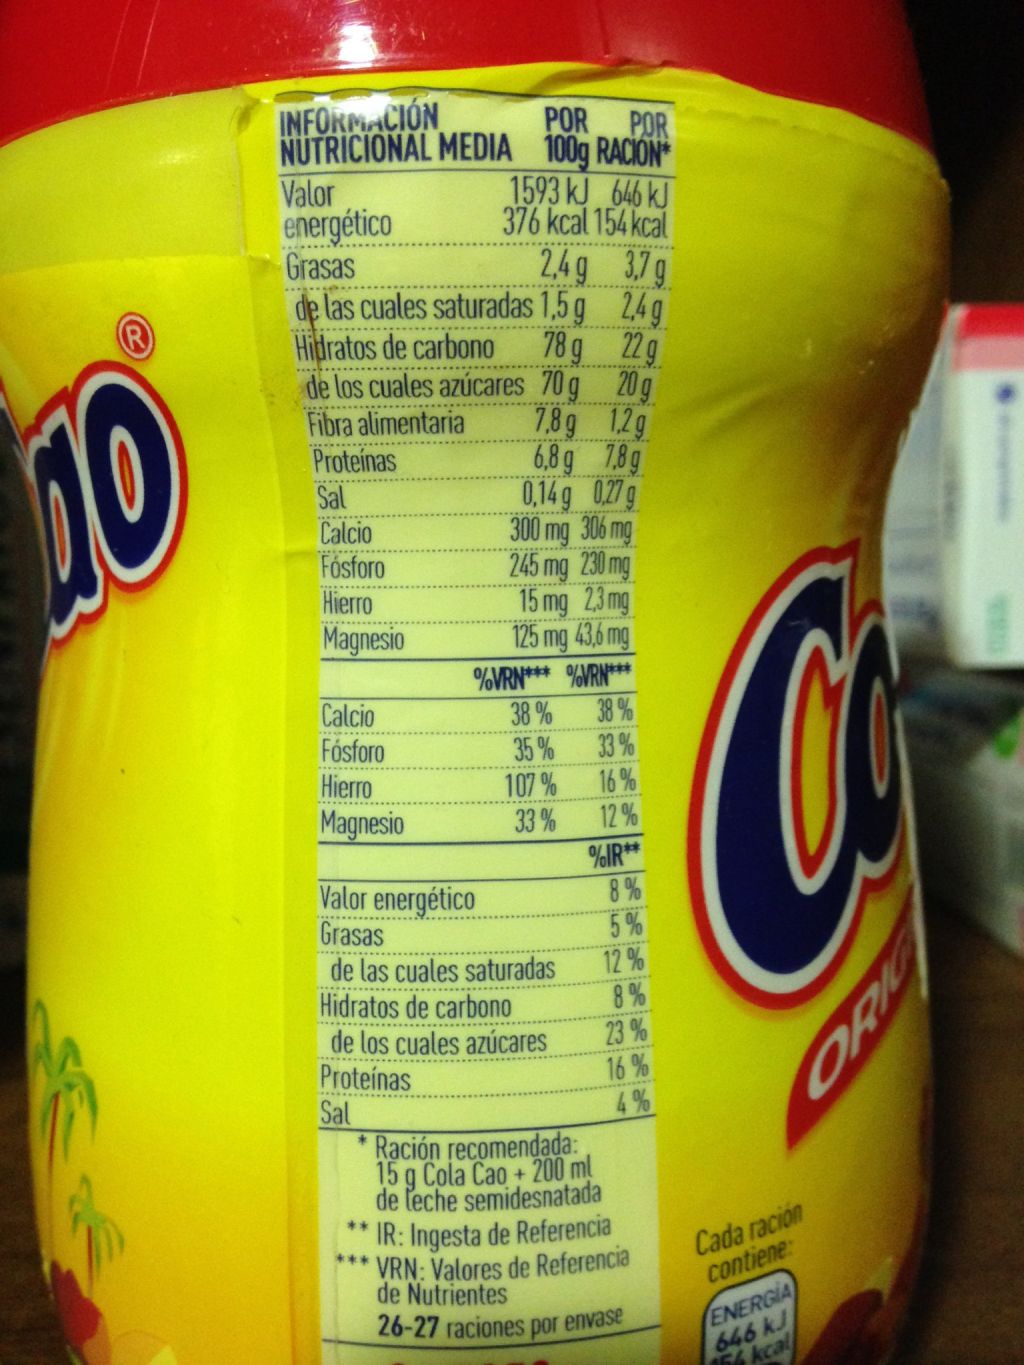 INFORMACIÓN POR POR
NUTRICIONAL MEDIA 100g RACIÓN*
Valor 1593 kJ 646 kJ
energético 376 kcal 154 kcal
Grasas 2,4 g 3,7 g
de las cuales saturadas 1,5 g 2,4 g
Hidratos de carbono 78 g 22 g
de los cuales azúcares 70 g 20 g
Fibra alimentaria 7,8 g 1,2 g
Proteínas 6,8 g 7,8 g
Sal 0,14 g 0,27 g
Calcio 300 mg 306 mg
Fósforo 245 mg 230 mg
Hierro 15 mg 2,3 mg
Magnesio 125 mg 43,6 mg
%VRN*** %VRN***
Calcio 38 % 38 %
Fósforo 35 % 33 %
Hierro 107 % 16 %
Magnesio 33 % 12 %
%IR**
Valor energético 8 %
Grasas 5 %
de las cuales saturadas 12 %
Hidratos de carbono 8 %
de los cuales azúcares 23 %
Proteínas 16 %
Sal 4 %
* Ración recomendada:
15 g Cola Cao + 200 ml
de leche semidesnatada
** IR: Ingesta de Referencia
*** VRN: Valores de Referencia
de Nutrientes
26-27 raciones por envase
ao®
Co
ORIG
Cada ración
contiene:
ENERGÍA
646 kJ
154 kcal